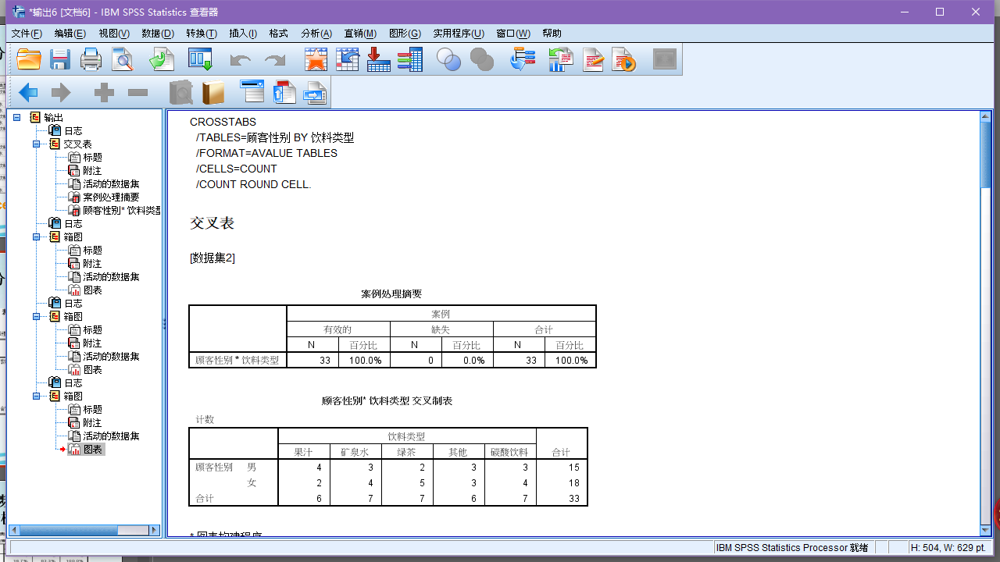 *输出6 [文档6] - IBM SPSS Statistics 查看器
文件(F) 编辑(E) 视图(V) 数据(D) 转换(T) 插入(I) 格式 分析(A) 直销(M) 图形(G) 实用程序(U) 窗口(W) 帮助
输出
日志
交叉表
标题
附注
活动的数据集
案例处理摘要
顾客性别* 饮料类型
日志
箱图
标题
附注
活动的数据集
图表
日志
箱图
标题
附注
活动的数据集
图表
日志
箱图
标题
附注
活动的数据集
图表
CROSSTABS
/TABLES=顾客性别 BY 饮料类型
/FORMAT=AVALUE TABLES
/CELLS=COUNT
/COUNT ROUND CELL.
交叉表
[数据集2]
案例处理摘要
案例
有效的 缺失 合计
N 百分比 N 百分比 N 百分比
顾客性别 * 饮料类型 33 100.0% 0 0.0% 33 100.0%
顾客性别* 饮料类型 交叉制表
计数
饮料类型
果汁 矿泉水 绿茶 其他 碳酸饮料 合计
顾客性别 男 4 3 2 3 3 15
女 2 4 5 3 4 18
合计 6 7 7 6 7 33
* 图表构建程序
IBM SPSS Statistics Processor 就绪 H: 504, W: 629 pt.